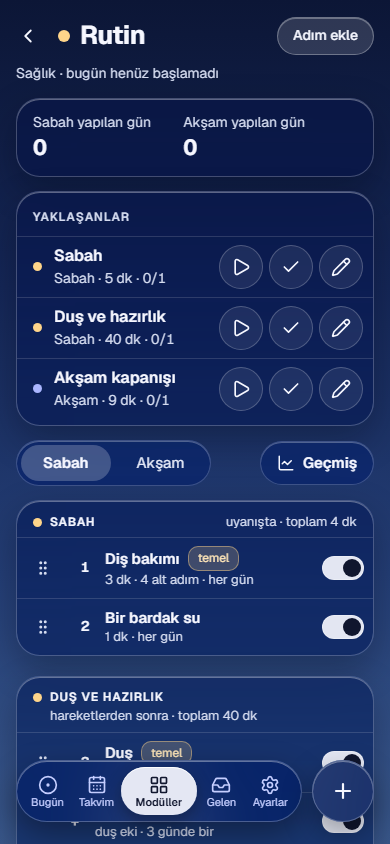 Rutin
Adım ekle
Sağlık · bugün henüz başlamadı
Sabah yapılan gün
0
Akşam yapılan gün
0
YAKLAŞANLAR
Sabah
Sabah · 5 dk · 0/1
Duş ve hazırlık
Sabah · 40 dk · 0/1
Akşam kapanışı
Akşam · 9 dk · 0/1
Sabah
Akşam
Geçmiş
SABAH
uyanışta · toplam 4 dk
1
Diş bakımı temel
3 dk · 4 alt adım · her gün
2
Bir bardak su
1 dk · her gün
DUŞ VE HAZIRLIK
hareketlerden sonra · toplam 40 dk
Duş temel
Bugün
Takvim
Modüller
Gelen
Ayarlar
duş eki · 3 günde bir